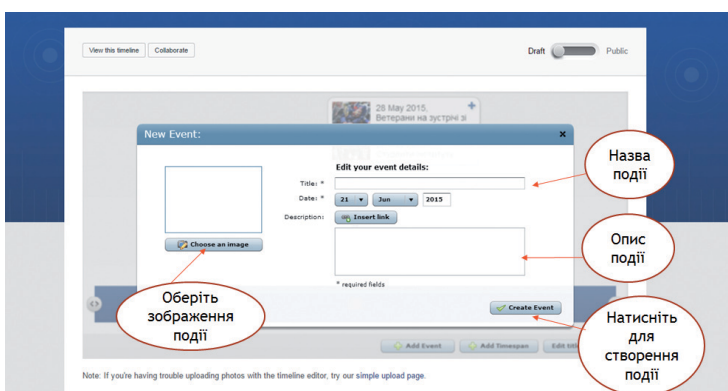 View this timeline Collaborate Draft Public
28 May 2015,
Ветерани на зустрічі зі
New Event: x
Edit your event details:
Title: *
Date: * 21 Jun 2015
Description: Insert link
Choose an image
* required fields
Create Event
Назва
події
Опис
події
Оберіть
зображення
події
Натисніть
для
створення
події
Add Event Add Timespan Edit titl
Note: If you're having trouble uploading photos with the timeline editor, try our simple upload page.